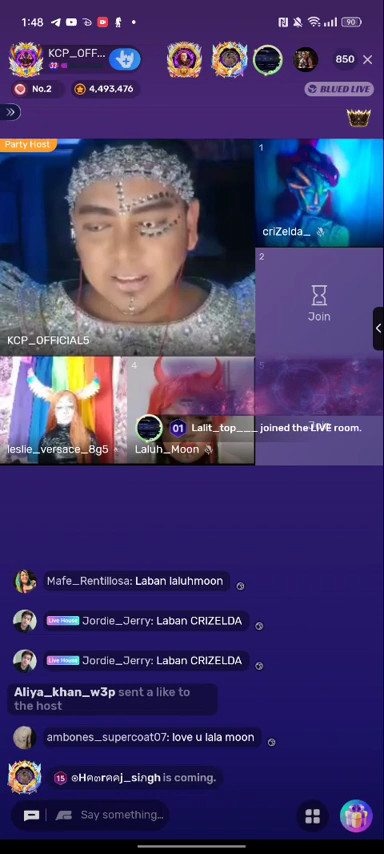 1:48
90
KCP_OFF...
850
No.2
4,493,476
BLUED LIVE
Party Host
1
criZelda_
2
Join
KCP_OFFICIAL5
4
5
01 Lalit_top___ joined the LIVE room.
leslie_versace_8g5
Laluh_Moon
Mafe_Rentillosa: Laban laluhmoon
Live House Jordie_Jerry: Laban CRIZELDA
Live House Jordie_Jerry: Laban CRIZELDA
Aliya_khan_w3p sent a like to
the host
ambones_supercoat07: love u lala moon
15 is coming.
Say something...